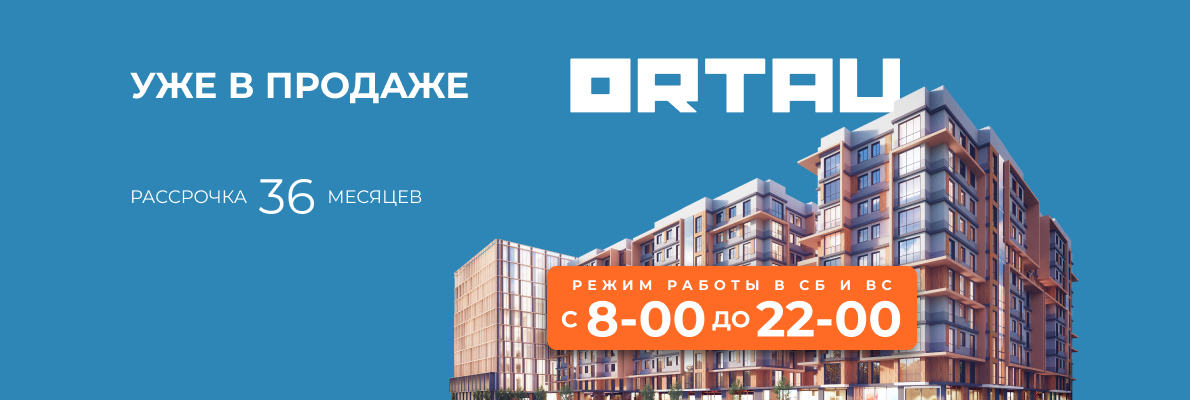 УЖЕ В ПРОДАЖЕ
РАССРОЧКА 36 МЕСЯЦЕВ
ORTAU
РЕЖИМ РАБОТЫ В СБ И ВС
С 8-00 ДО 22-00